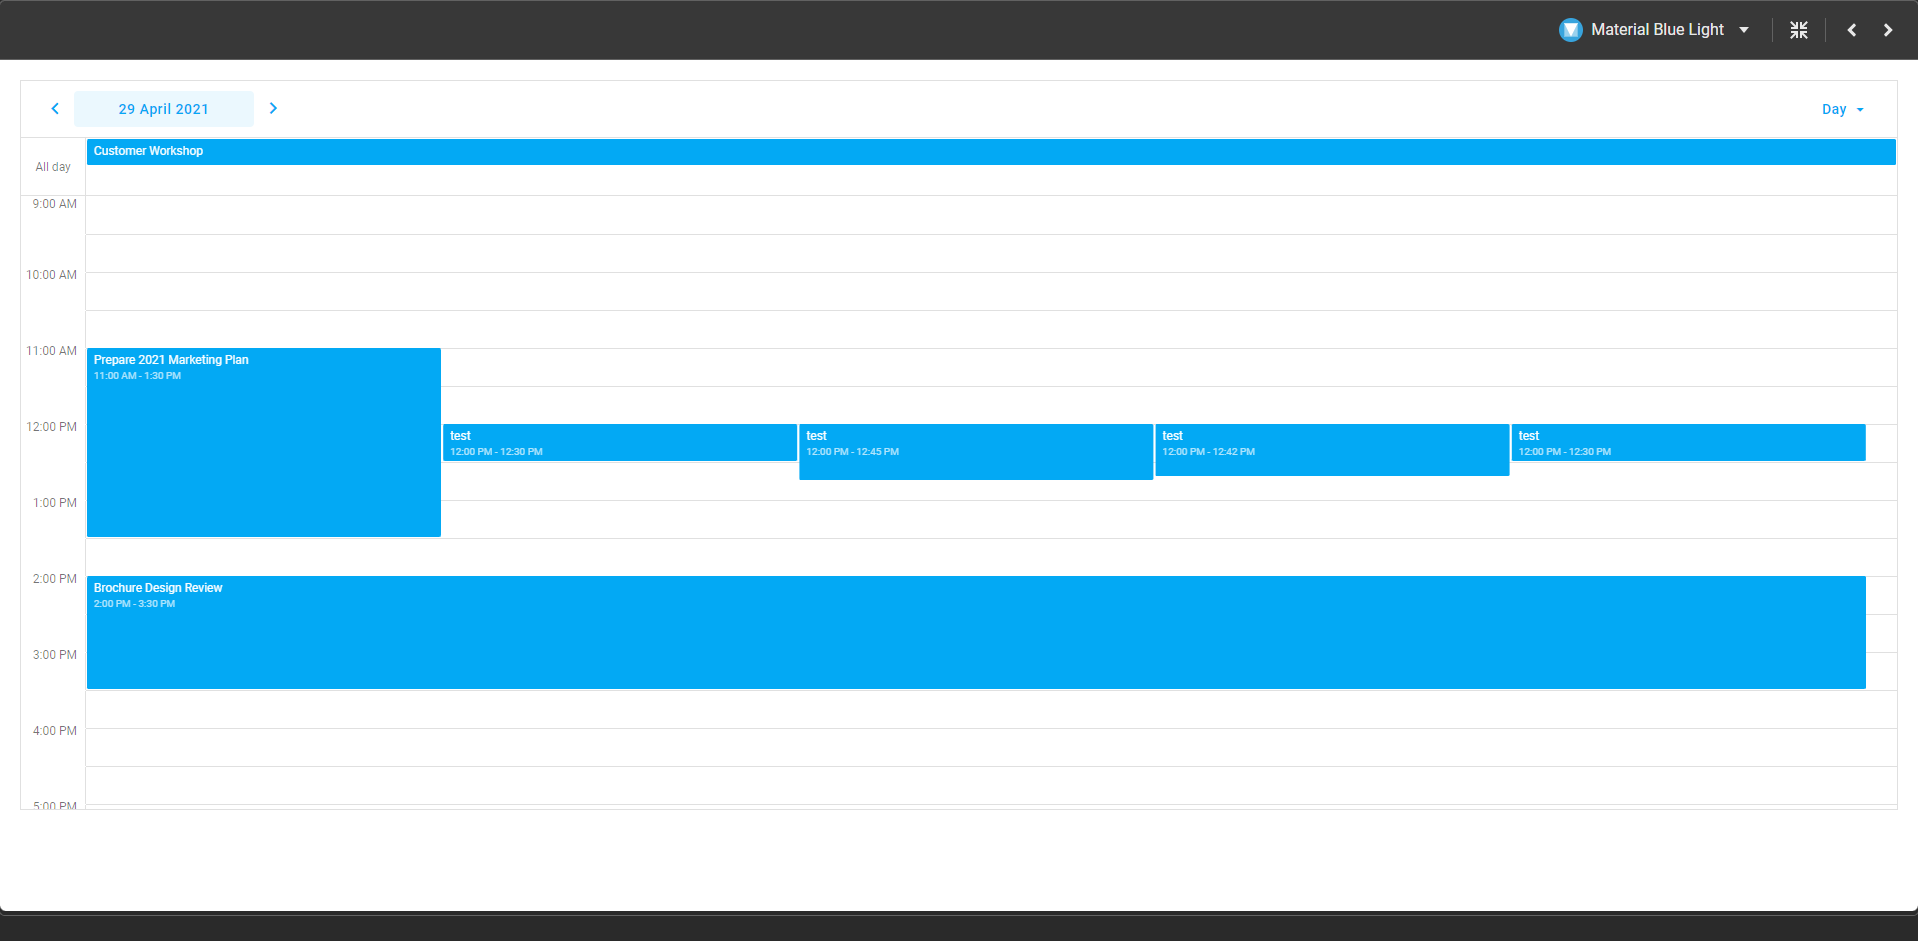 Material Blue Light
29 April 2021
Day
Customer Workshop
All day
9:00 AM
10:00 AM
11:00 AM
Prepare 2021 Marketing Plan
11:00 AM - 1:30 PM
12:00 PM
test
12:00 PM - 12:30 PM
test
12:00 PM - 12:45 PM
test
12:00 PM - 12:42 PM
test
12:00 PM - 12:30 PM
1:00 PM
2:00 PM
Brochure Design Review
2:00 PM - 3:30 PM
3:00 PM
4:00 PM
5:00 PM